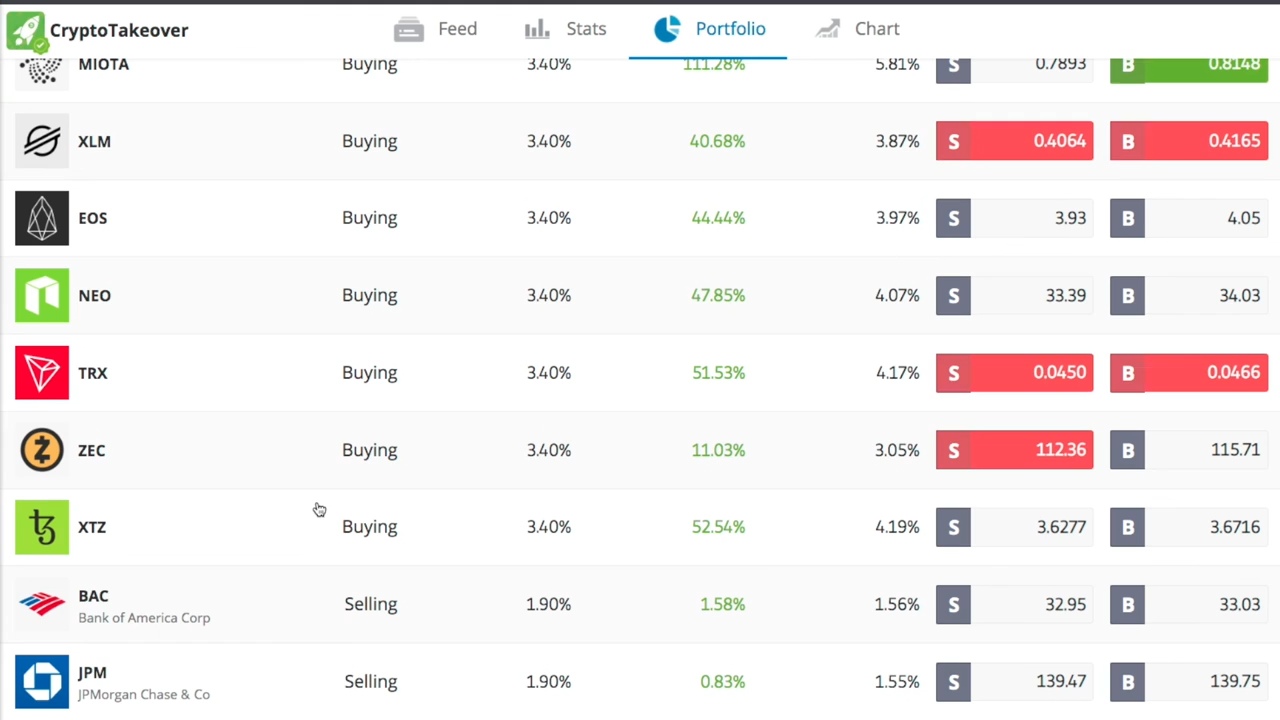 CryptoTakeover Feed Stats Portfolio Chart
MIOTA Buying 3.40% 111.28% 5.81% S 0.7893 B 0.8148
XLM Buying 3.40% 40.68% 3.87% S 0.4064 B 0.4165
EOS Buying 3.40% 44.44% 3.97% S 3.93 B 4.05
NEO Buying 3.40% 47.85% 4.07% S 33.39 B 34.03
TRX Buying 3.40% 51.53% 4.17% S 0.0450 B 0.0466
ZEC Buying 3.40% 11.03% 3.05% S 112.36 B 115.71
XTZ Buying 3.40% 52.54% 4.19% S 3.6277 B 3.6716
BAC Selling 1.90% 1.58% 1.56% S 32.95 B 33.03
Bank of America Corp
JPM Selling 1.90% 0.83% 1.55% S 139.47 B 139.75
JPMorgan Chase & Co